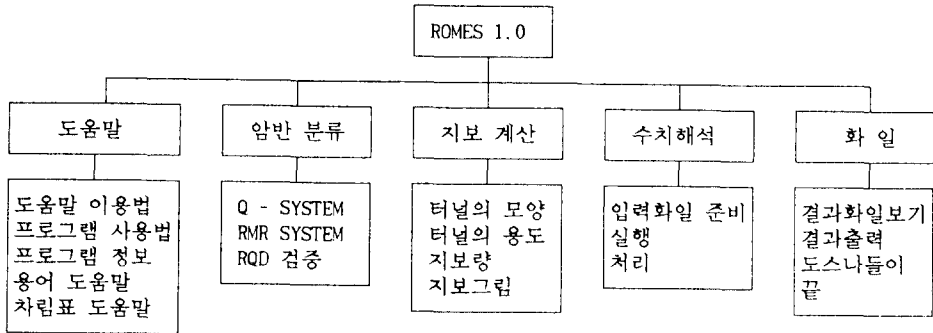 ROMES 1.0
도움말
암반 분류
지보 계산
수치해석
화 일
도움말 이용법
프로그램 사용법
프로그램 정보
용어 도움말
차림표 도움말
Q - SYSTEM
RMR SYSTEM
RQD 검증
터널의 모양
터널의 용도
지보량
지보그림
입력화일 준비
실행
처리
결과화일보기
결과출력
도스나들이
끝